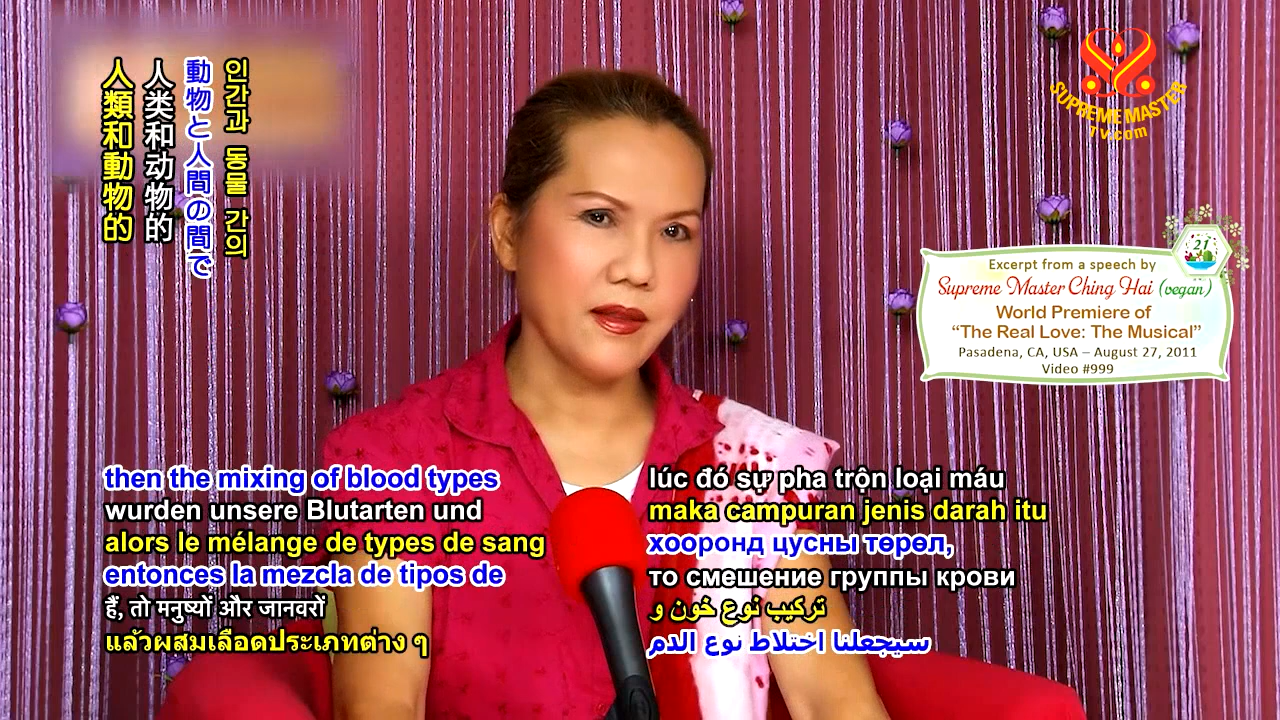 人類和動物的
人类和动物的
動物と人間の間で
인간과 동물 간의
SUPREME MASTER
TV.com
21
Excerpt from a speech by
Supreme Master Ching Hai (vegan)
World Premiere of
“The Real Love: The Musical”
Pasadena, CA, USA – August 27, 2011
Video #999
then the mixing of blood types
wurden unsere Blutarten und
alors le mélange de types de sang
entonces la mezcla de tipos de
हैं, तो मनुष्यों और जानवरों
แล้วผสมเลือดประเภทต่าง ๆ
lúc đó sự pha trộn loại máu
maka campuran jenis darah itu
хооронд цусны төрөл,
то смешение группы крови
ترکیب نوع خون و
سيجعلنا اختلاط نوع الدم